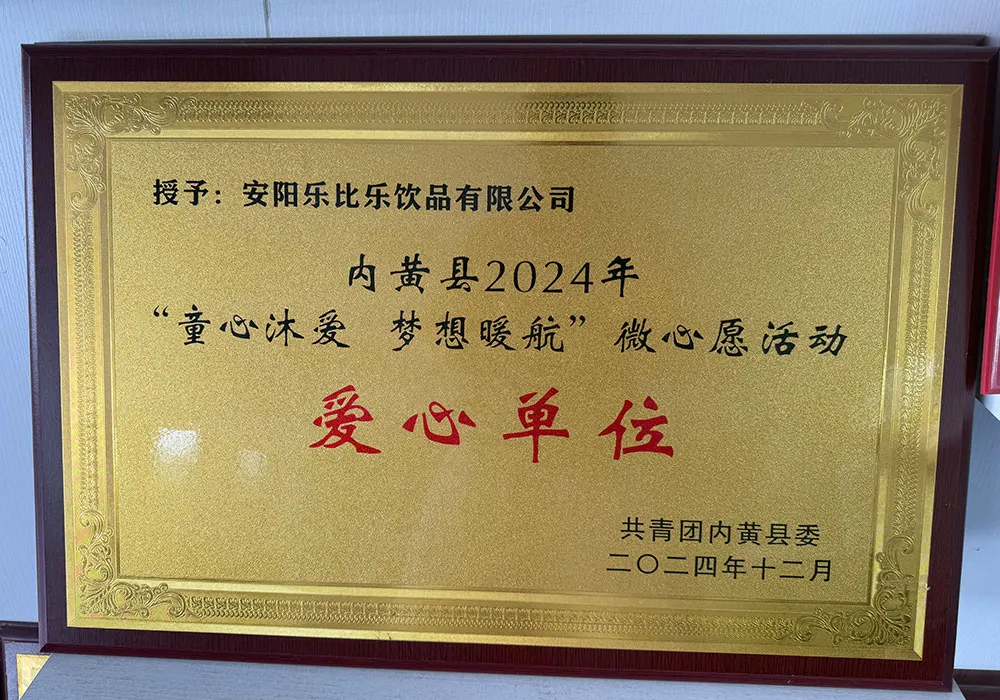 授予：安阳乐比乐饮品有限公司
内黄县2024年
“童心沐爱 梦想暖航”微心愿活动
爱心单位
共青团内黄县委
二〇二四年十二月